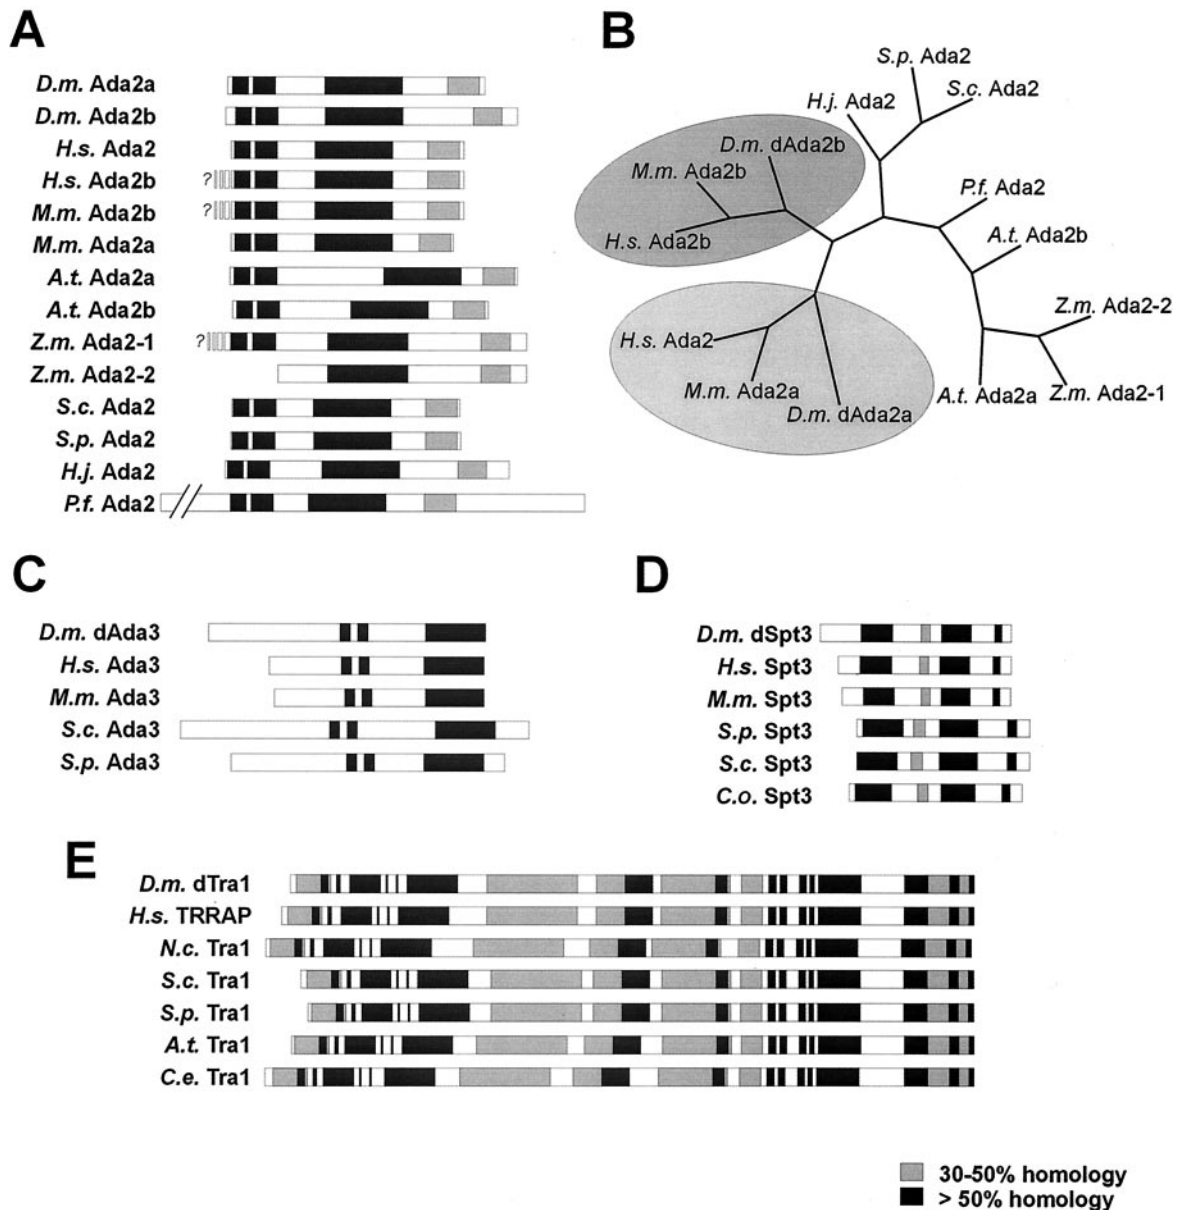 A
D.m. Ada2a
D.m. Ada2b
H.s. Ada2
H.s. Ada2b
?
M.m. Ada2b
?
M.m. Ada2a
A.t. Ada2a
A.t. Ada2b
Z.m. Ada2-1
?
Z.m. Ada2-2
S.c. Ada2
S.p. Ada2
H.j. Ada2
P.f. Ada2
B
S.p. Ada2
S.c. Ada2
H.j. Ada2
D.m. dAda2b
M.m. Ada2b
H.s. Ada2b
P.f. Ada2
A.t. Ada2b
Z.m. Ada2-2
H.s. Ada2
M.m. Ada2a
D.m. dAda2a
A.t. Ada2a
Z.m. Ada2-1
C
D.m. dAda3
H.s. Ada3
M.m. Ada3
S.c. Ada3
S.p. Ada3
D
D.m. dSpt3
H.s. Spt3
M.m. Spt3
S.p. Spt3
S.c. Spt3
C.o. Spt3
E
D.m. dTra1
H.s. TRRAP
N.c. Tra1
S.c. Tra1
S.p. Tra1
A.t. Tra1
C.e. Tra1
30-50% homology
> 50% homology